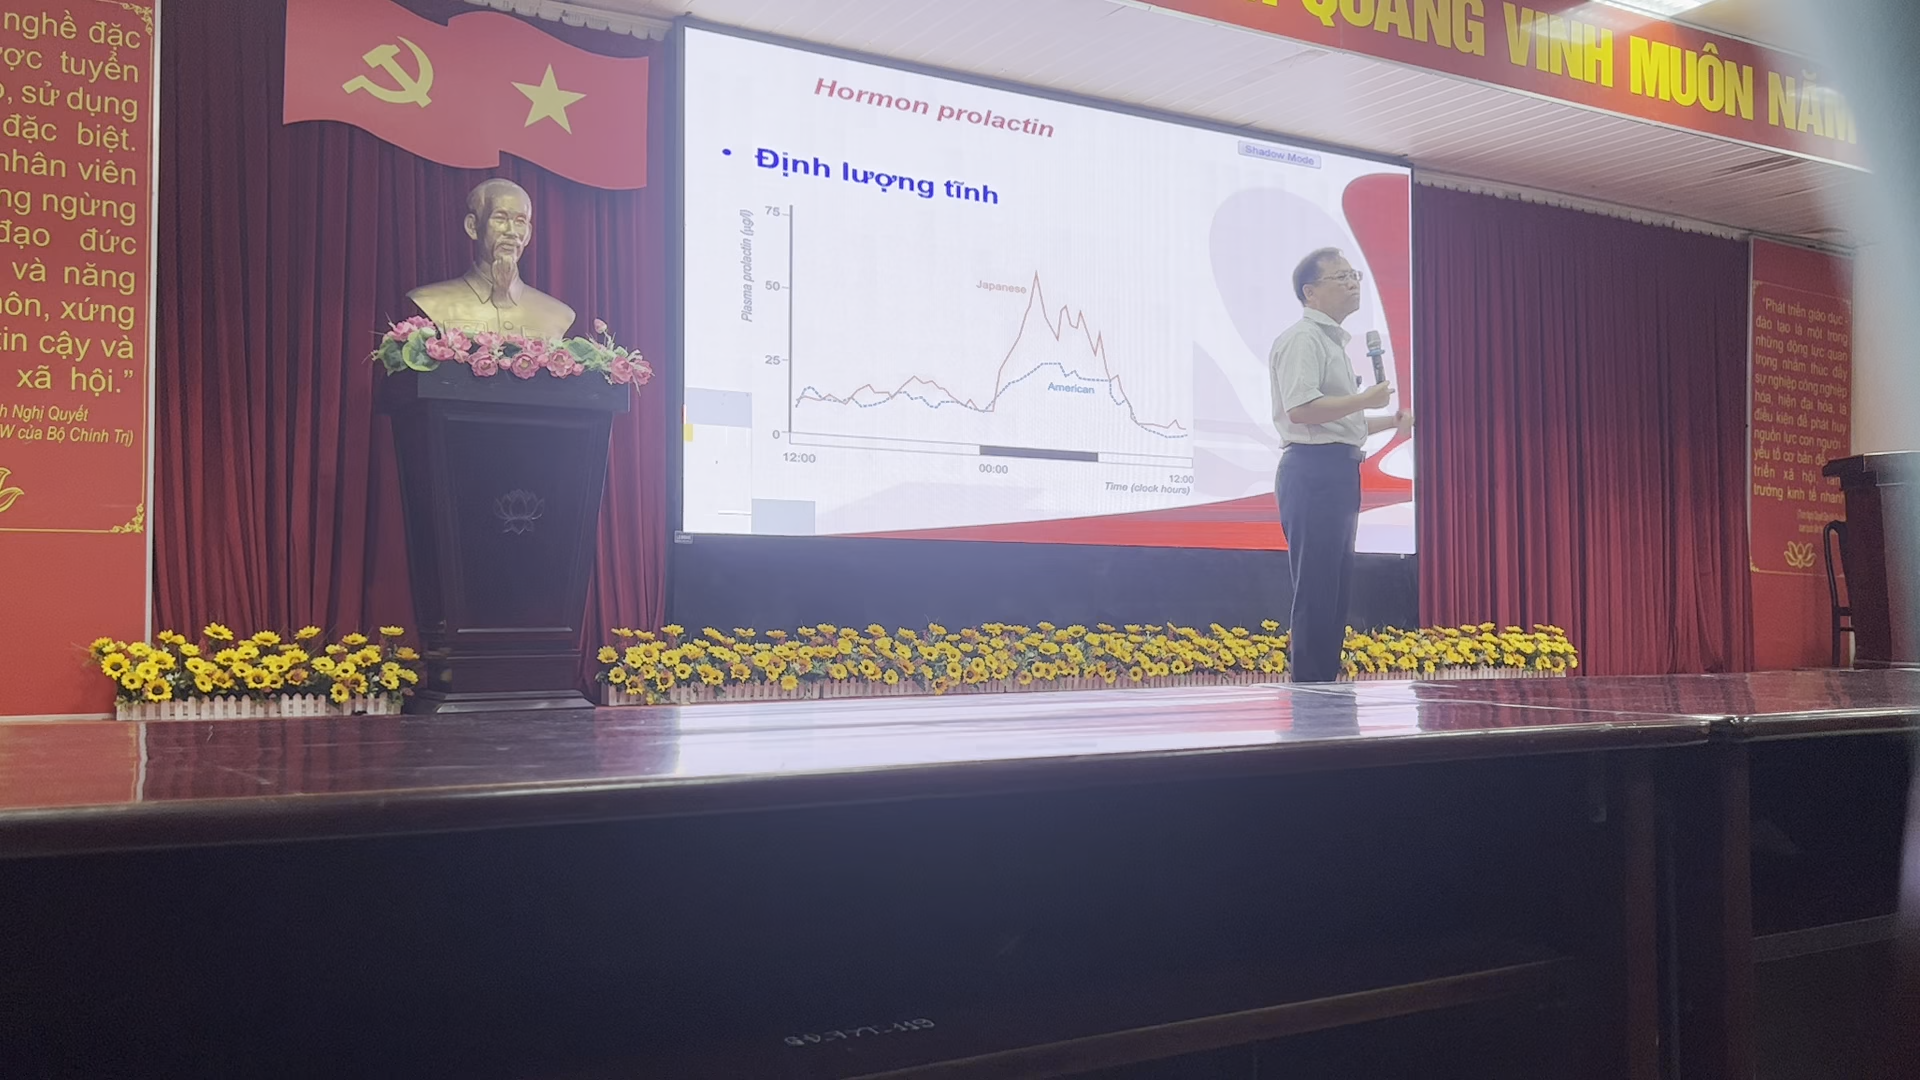 nghề đặc
ược tuyển
, sử dụng
đặc biệt.
nhân viên
ng ngừng
đạo đức
và năng
môn, xứng
tin cậy và
xã hội.”
h Nghị Quyết
W của Bộ Chính Trị)
QUANG VINH MUÔN NĂM
Hormon prolactin
Shadow Mode
• Định lượng tĩnh
Plasma prolactin (µg/l)
75
50
25
0
Japanese
American
12:00
00:00
12:00
Time (clock hours)
“Phát triển giáo dục -
đào tạo là một trong
những động lực quan
trọng nhằm thúc đẩy
sự nghiệp công nghiệp
hóa, hiện đại hóa, là
điều kiện để phát huy
nguồn lực con người -
yếu tố cơ bản để
triển xã hội,
trưởng kinh tế nhanh